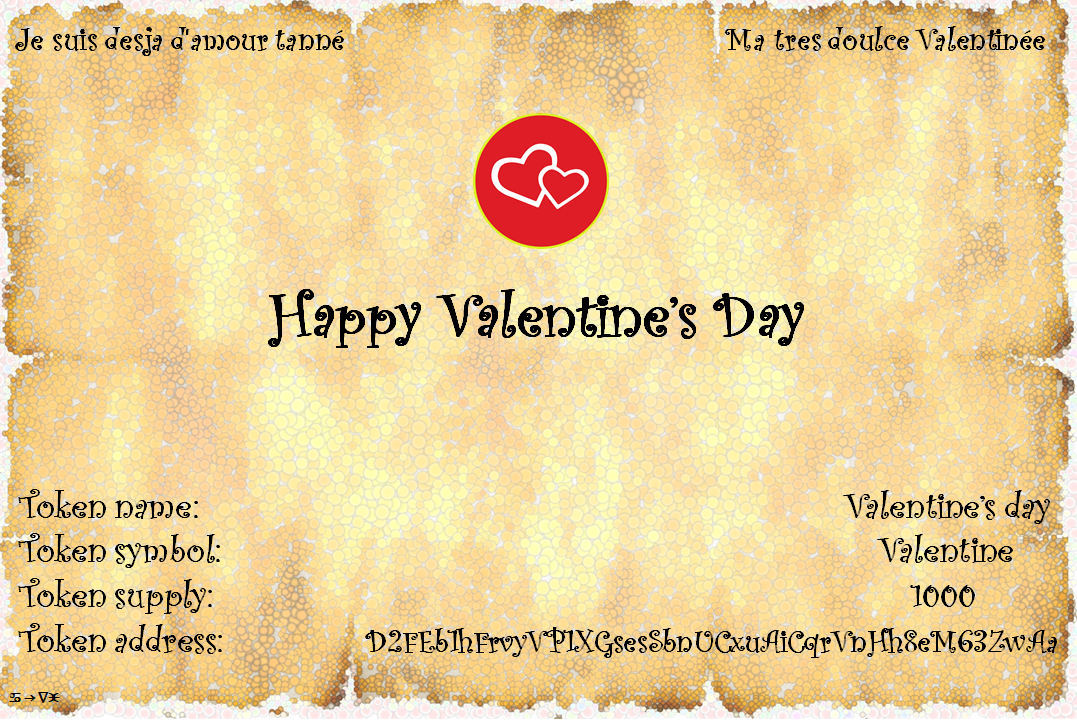 Je suis desja d'amour tanné
Ma tres doulce Valentinée
Happy Valentine's Day
Token name: Valentine's day
Token symbol: Valentine
Token supply: 1000
Token address: D2FEbJhFrvyVP1XGsesSbnUCxuAiCqrVnHh8eM63ZwAa